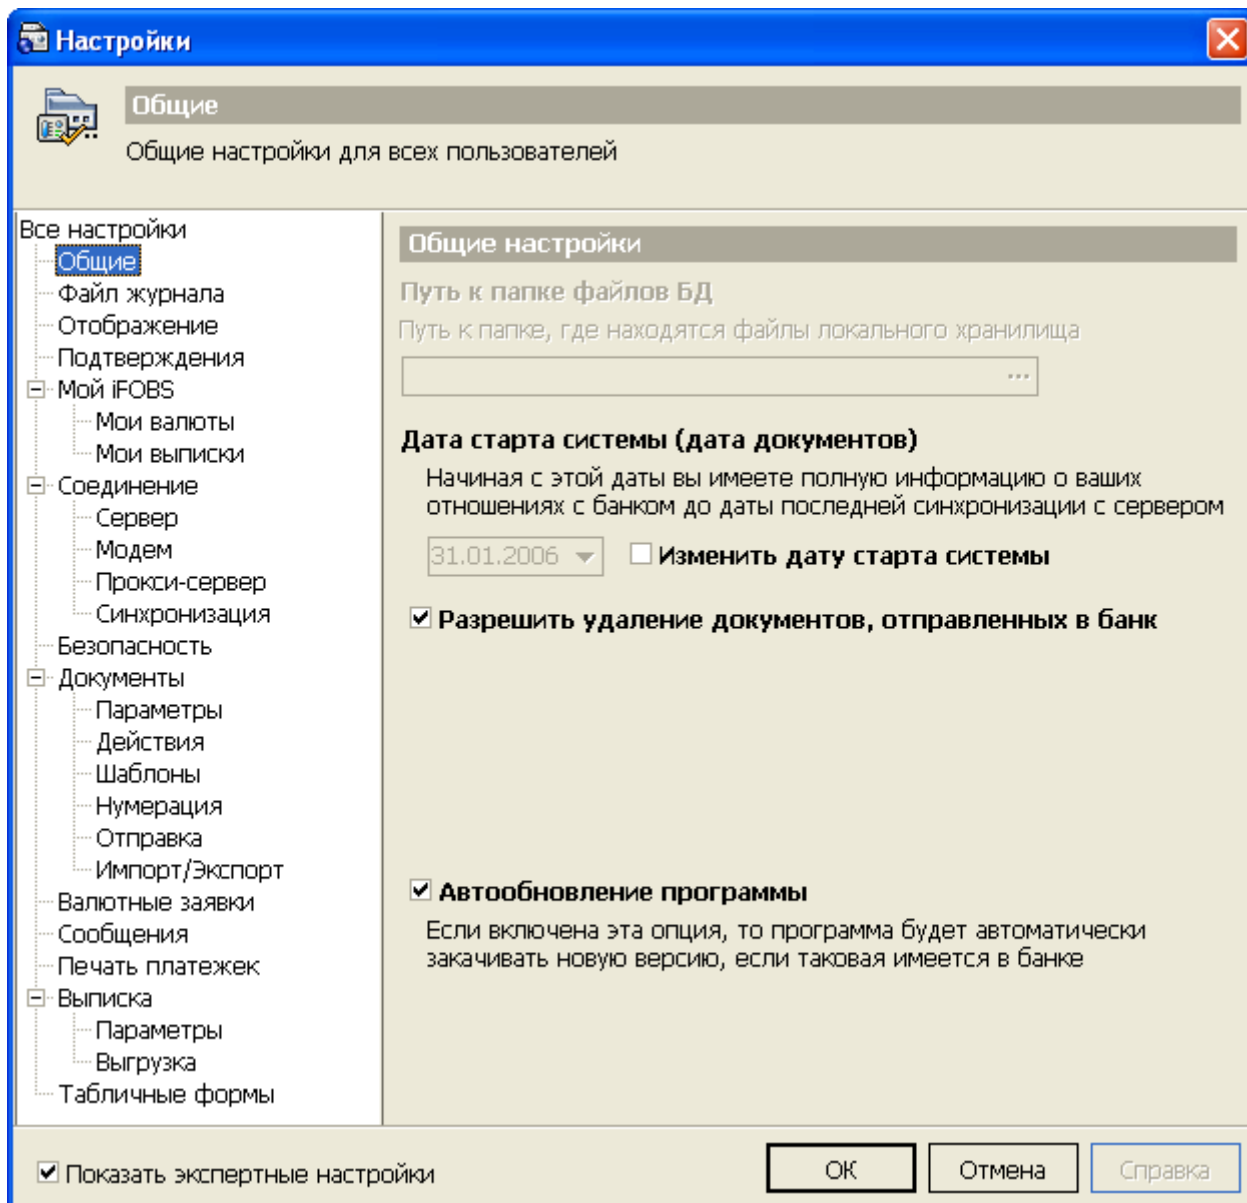 Настройки
Общие
Общие настройки для всех пользователей
Все настройки
Общие
Файл журнала
Отображение
Подтверждения
Мой iFOBS
Мои валюты
Мои выписки
Соединение
Сервер
Модем
Прокси-сервер
Синхронизация
Безопасность
Документы
Параметры
Действия
Шаблоны
Нумерация
Отправка
Импорт/Экспорт
Валютные заявки
Сообщения
Печать платежек
Выписка
Параметры
Выгрузка
Табличные формы
Общие настройки
Путь к папке файлов БД
Путь к папке, где находятся файлы локального хранилища
...
Дата старта системы (дата документов)
Начиная с этой даты вы имеете полную информацию о ваших
отношениях с банком до даты последней синхронизации с сервером
31.01.2006 Изменить дату старта системы
Разрешить удаление документов, отправленных в банк
Автообновление программы
Если включена эта опция, то программа будет автоматически
закачивать новую версию, если таковая имеется в банке
Показать экспертные настройки
ОК Отмена Справка